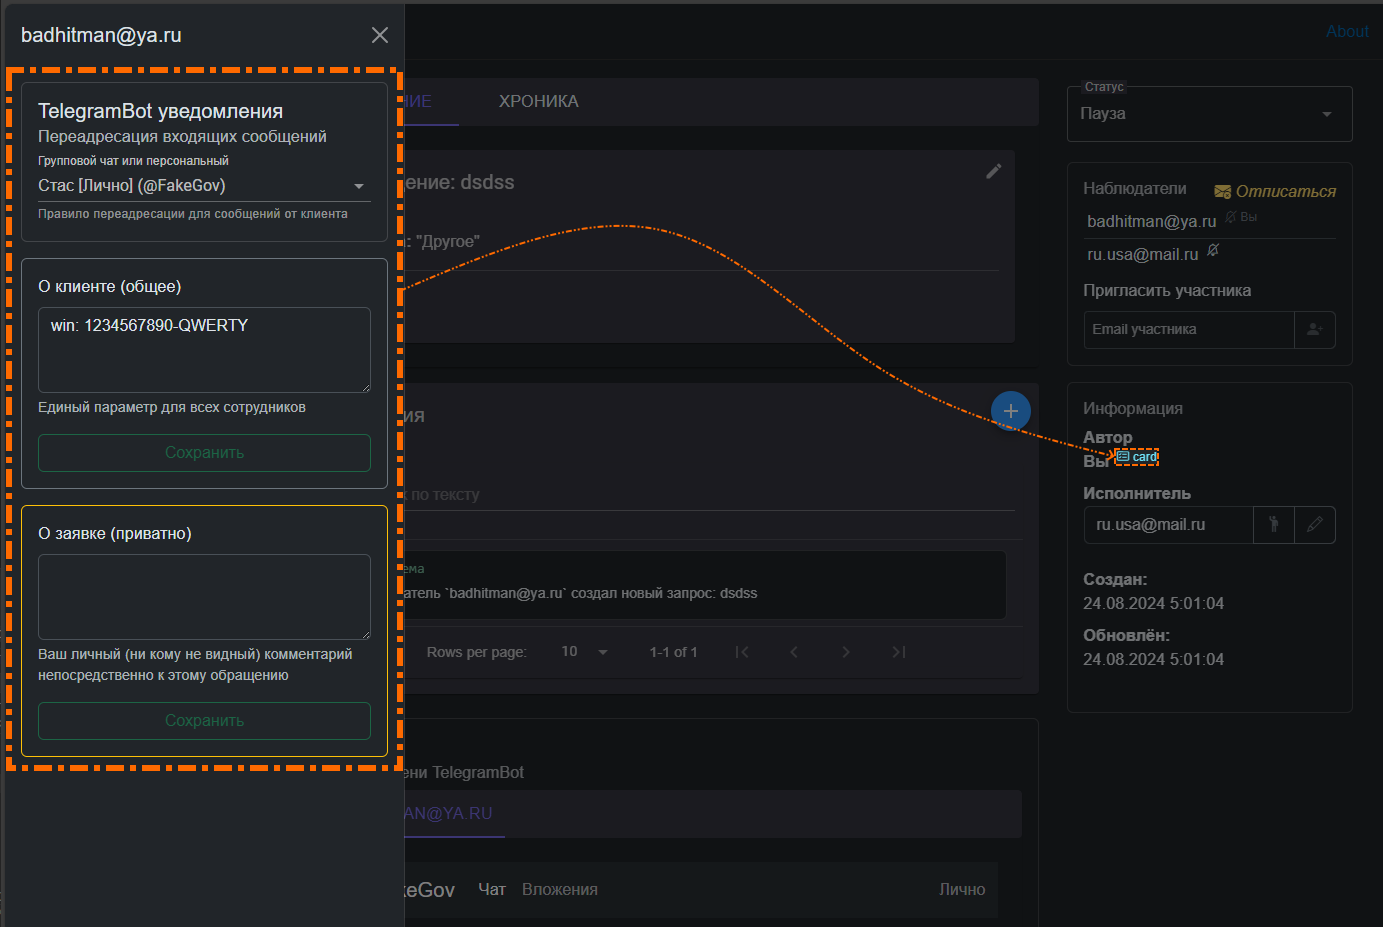 badhitman@ya.ru
TelegramBot уведомления
Переадресация входящих сообщений
Групповой чат или персональный
Стас [Лично] (@FakeGov)
Правило переадресации для сообщений от клиента
О клиенте (общее)
win: 1234567890-QWERTY
Единый параметр для всех сотрудников
Сохранить
О заявке (приватно)
Ваш личный (ни кому не видный) комментарий
непосредственно к этому обращению
Сохранить
About
НИЕ
ХРОНИКА
ение: dsdss
: "Другое"
ия
по тексту
ема
атель `badhitman@ya.ru` создал новый запрос: dsdss
Rows per page:
10
1-1 of 1
ени TelegramBot
AN@YA.RU
keGov
Чат
Вложения
Лично
Статус
Пауза
Наблюдатели
Отписаться
badhitman@ya.ru Вы
ru.usa@mail.ru
Пригласить участника
Email участника
Информация
Автор
Вы card
Исполнитель
ru.usa@mail.ru
Создан:
24.08.2024 5:01:04
Обновлён:
24.08.2024 5:01:04